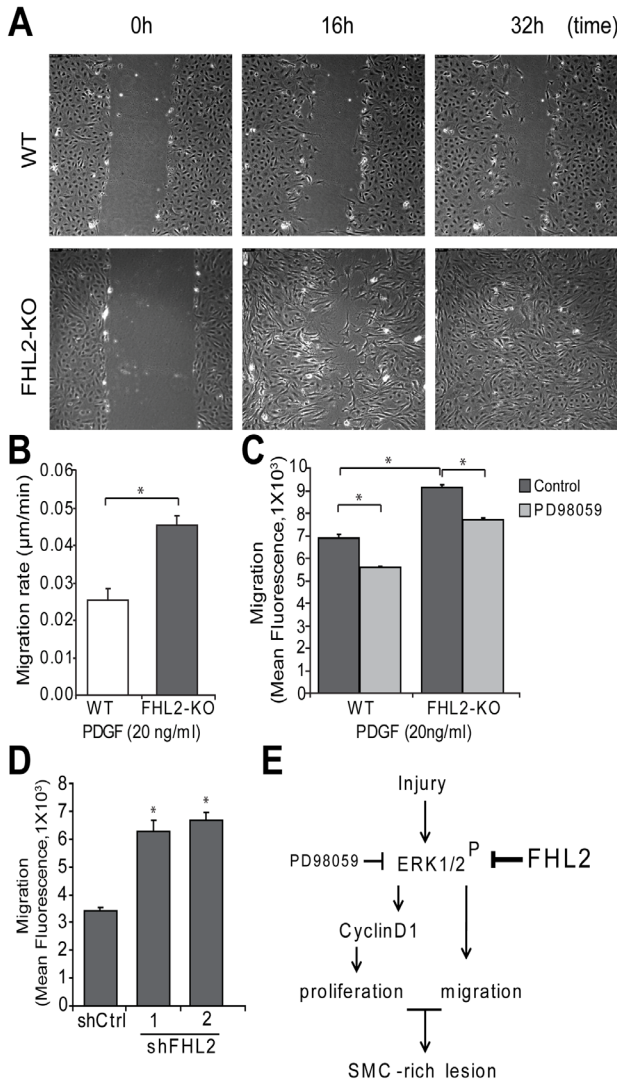 A
0h 16h 32h (time)
WT
FHL2-KO
B
Migration rate (µm/min)
0.06
0.05
0.04
0.03
0.02
0.01
0.00
*
WT FHL2-KO
PDGF (20 ng/ml)
C
Migration
(Mean Fluorescence,1X10³)
10
9
8
7
6
5
4
3
2
1
0
* * *
Control
PD98059
WT FHL2-KO
PDGF (20ng/ml)
D
Migration
(Mean Fluorescence,1X10³)
8
7
6
5
4
3
2
1
0
* *
shCtrl 1 2
shFHL2
E
Injury
PD98059 ERK1/2ᴾ FHL2
CyclinD1
proliferation migration
SMC-rich lesion